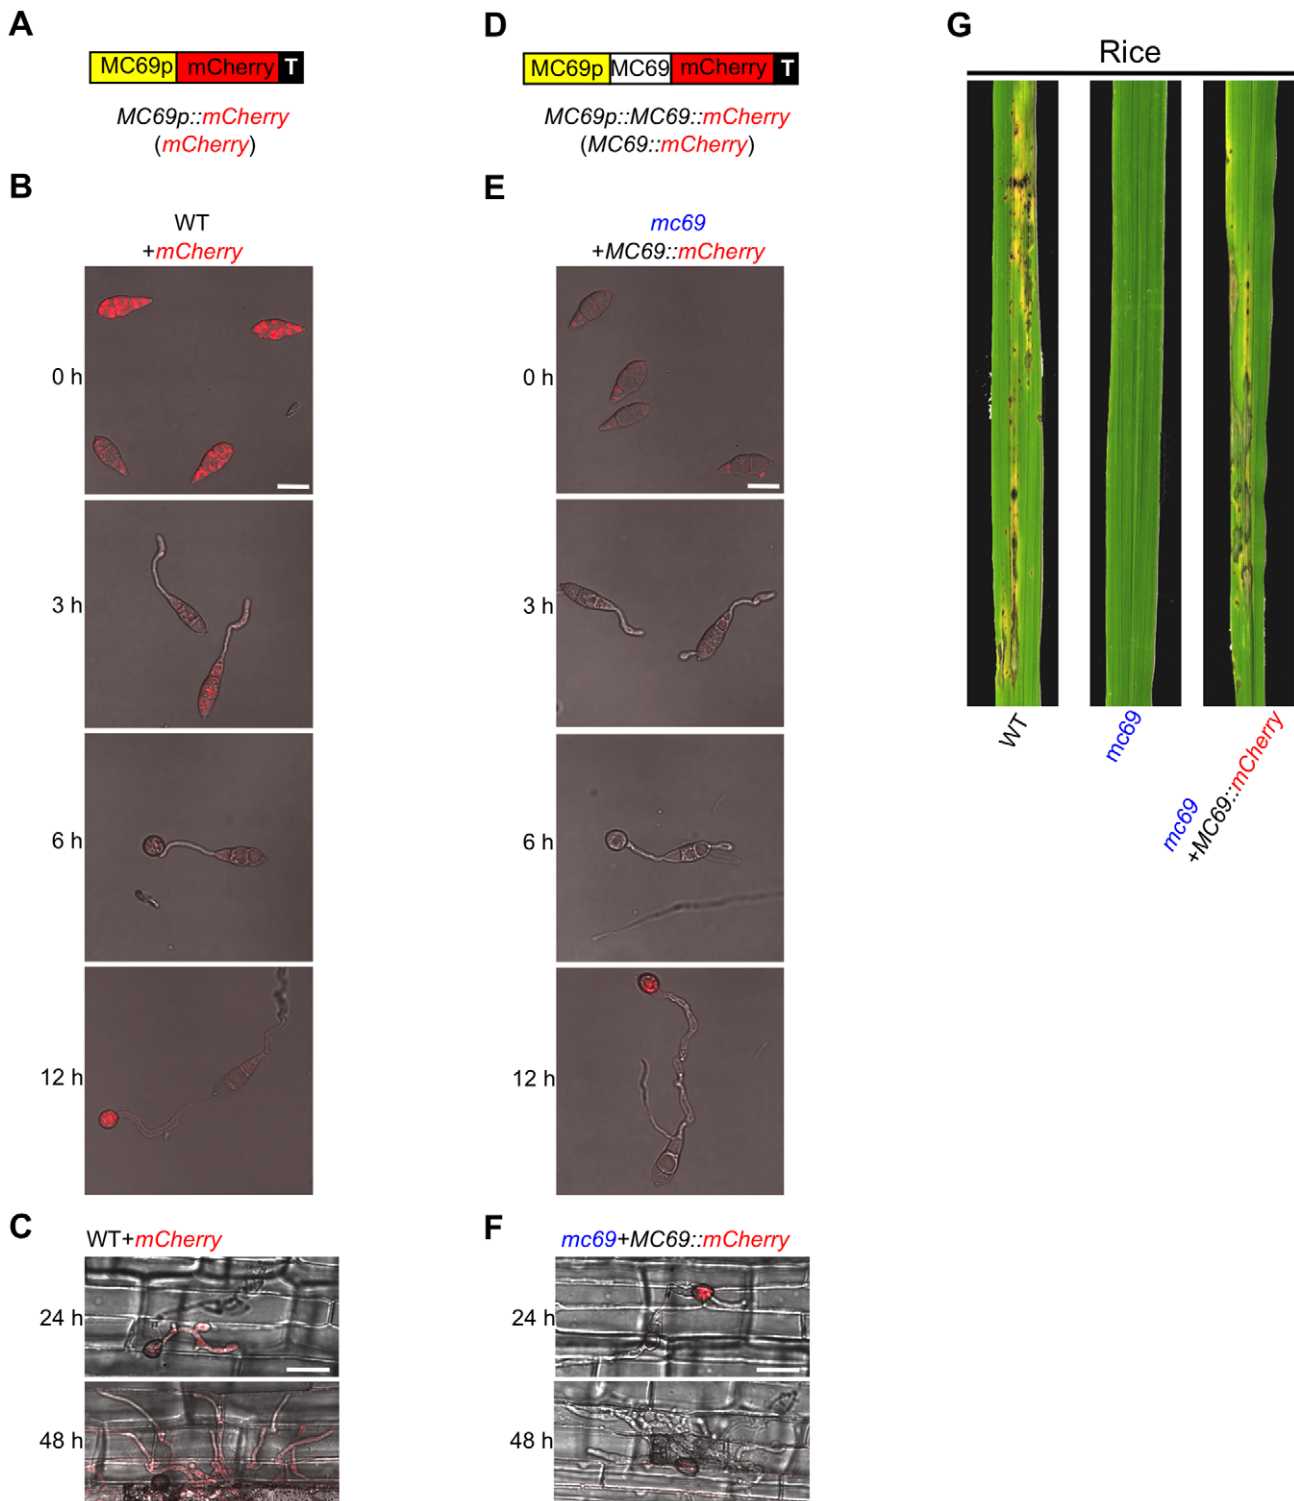 A
MC69p mCherry T
MC69p::mCherry
(mCherry)
B
WT
+mCherry
0 h
3 h
6 h
12 h
C
WT+mCherry
24 h
48 h
D
MC69p MC69 mCherry T
MC69p::MC69::mCherry
(MC69::mCherry)
E
mc69
+MC69::mCherry
0 h
3 h
6 h
12 h
F
mc69+MC69::mCherry
24 h
48 h
G
Rice
WT
mc69
mc69
+MC69::mCherry